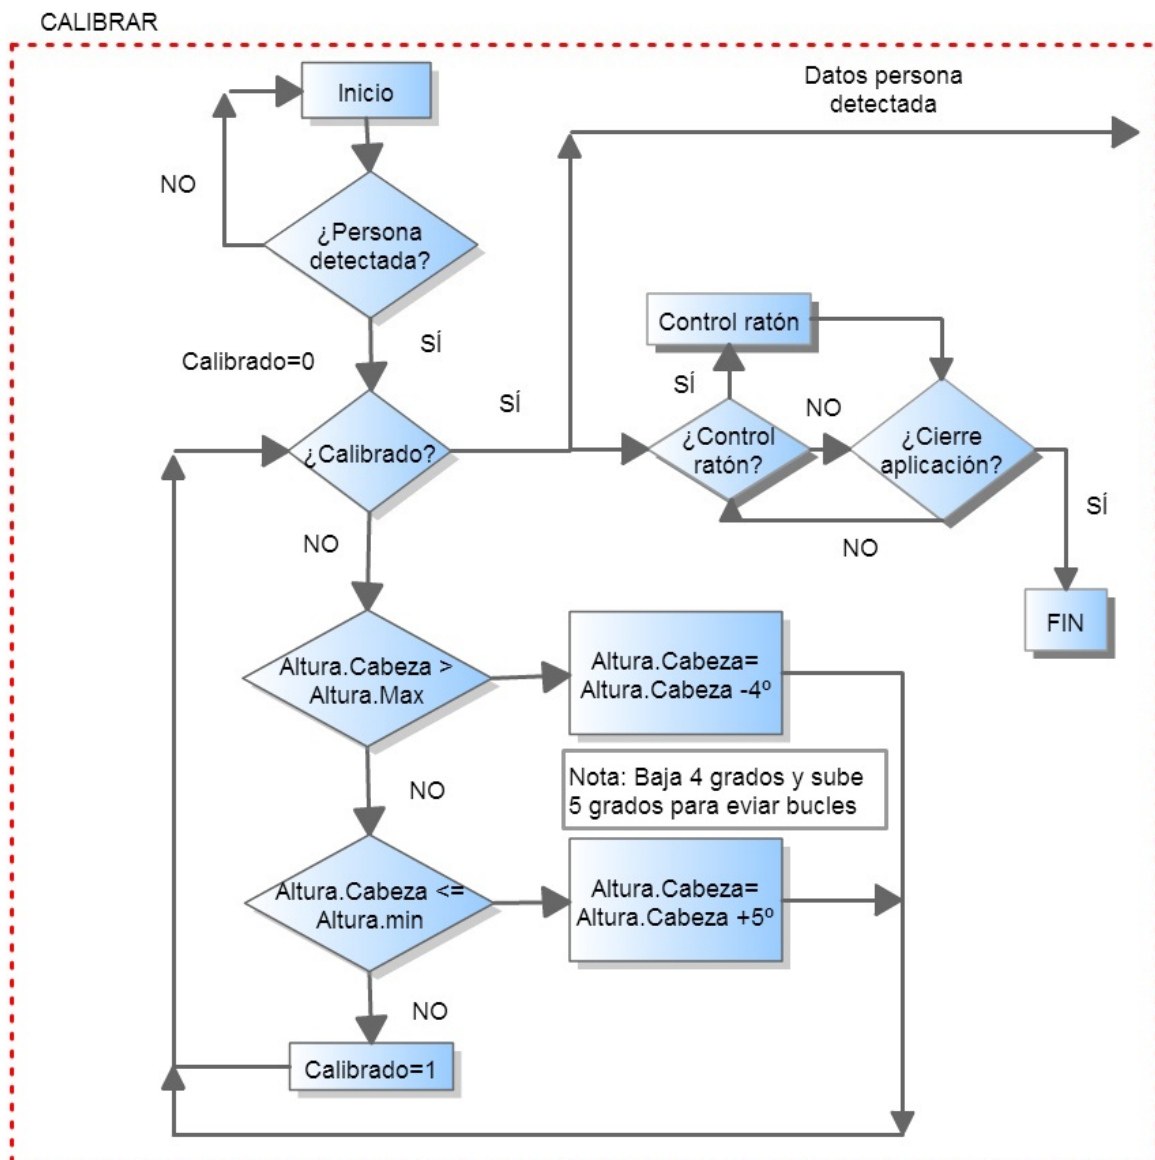 CALIBRAR
Inicio
Datos persona
detectada
NO
¿Persona
detectada?
SÍ
Calibrado=0
Control ratón
SÍ
SÍ
NO
¿Calibrado?
¿Control
ratón?
¿Cierre
aplicación?
SÍ
NO
NO
FIN
Altura.Cabeza >
Altura.Max
Altura.Cabeza=
Altura.Cabeza -4º
NO
Nota: Baja 4 grados y sube
5 grados para eviar bucles
Altura.Cabeza <=
Altura.min
Altura.Cabeza=
Altura.Cabeza +5º
NO
Calibrado=1